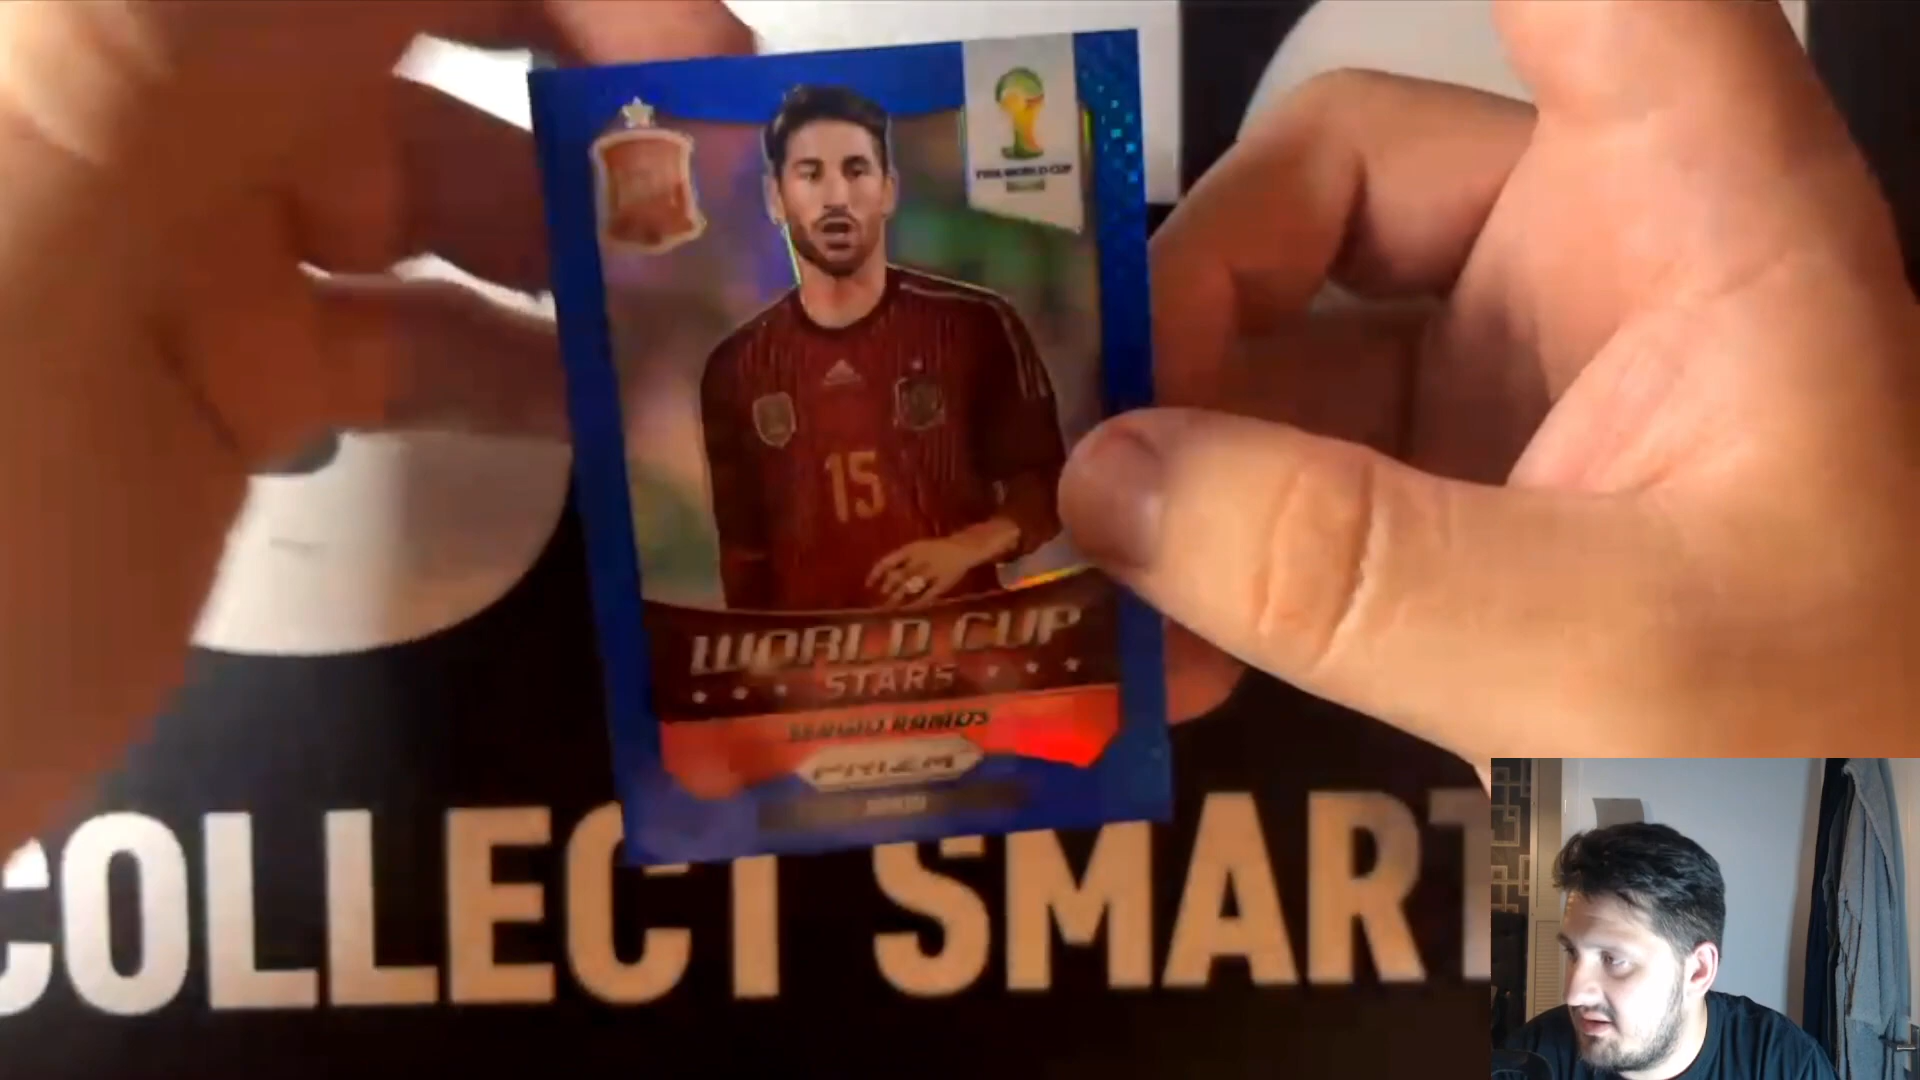 FIFA WORLD CUP
15
WORLD CUP
STARS
SERGIO RAMOS
PRIZM
COLLECT SMART